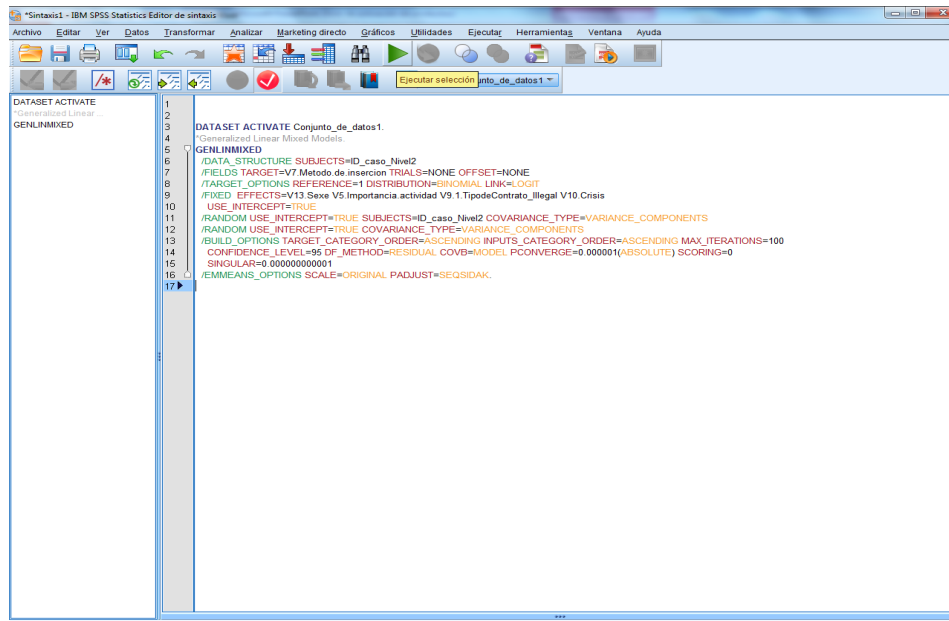 *Sintaxis1 - IBM SPSS Statistics Editor de sintaxis
Archivo Editar Ver Datos Transformar Analizar Marketing directo Gráficos Utilidades Ejecutar Herramientas Ventana Ayuda
Ejecutar selección unto_de_datos1
DATASET ACTIVATE
*Generalized Linear ...
GENLINMIXED
1
2
3 DATASET ACTIVATE Conjunto_de_datos1.
4 *Generalized Linear Mixed Models.
5 GENLINMIXED
6 /DATA_STRUCTURE SUBJECTS=ID_caso_Nivel2
7 /FIELDS TARGET=V7.Metodo.de.insercion TRIALS=NONE OFFSET=NONE
8 /TARGET_OPTIONS REFERENCE=1 DISTRIBUTION=BINOMIAL LINK=LOGIT
9 /FIXED EFFECTS=V13.Sexe V5.Importancia.actividad V9.1.TipodeContrato_Illegal V10.Crisis
10 USE_INTERCEPT=TRUE
11 /RANDOM USE_INTERCEPT=TRUE SUBJECTS=ID_caso_Nivel2 COVARIANCE_TYPE=VARIANCE_COMPONENTS
12 /RANDOM USE_INTERCEPT=TRUE COVARIANCE_TYPE=VARIANCE_COMPONENTS
13 /BUILD_OPTIONS TARGET_CATEGORY_ORDER=ASCENDING INPUTS_CATEGORY_ORDER=ASCENDING MAX_ITERATIONS=100
14 CONFIDENCE_LEVEL=95 DF_METHOD=RESIDUAL COVB=MODEL PCONVERGE=0.000001(ABSOLUTE) SCORING=0
15 SINGULAR=0.000000000001
16 /EMMEANS_OPTIONS SCALE=ORIGINAL PADJUST=SEQSIDAK.
17